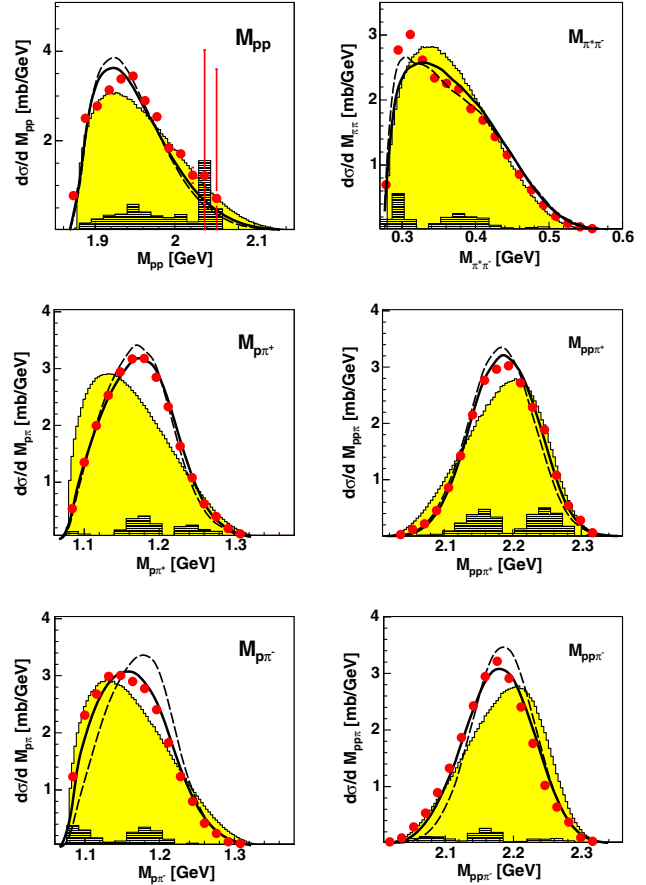 M_pp
dσ/d M_pp [mb/GeV]
4
2
1.9 2 2.1
M_pp [GeV]
M_π⁺π⁻
dσ/d M_ππ [mb/GeV]
3
2
1
0.3 0.4 0.5 0.6
M_π⁺π⁻ [GeV]
M_pπ⁺
dσ/d M_pπ [mb/GeV]
4
3
2
1
1.1 1.2 1.3
M_pπ⁺ [GeV]
M_ppπ⁺
dσ/d M_ppπ [mb/GeV]
4
3
2
1
2.1 2.2 2.3
M_ppπ⁺ [GeV]
M_pπ⁻
dσ/d M_pπ [mb/GeV]
4
3
2
1
1.1 1.2 1.3
M_pπ⁻ [GeV]
M_ppπ⁻
dσ/d M_ppπ [mb/GeV]
4
3
2
1
2.1 2.2 2.3
M_ppπ⁻ [GeV]